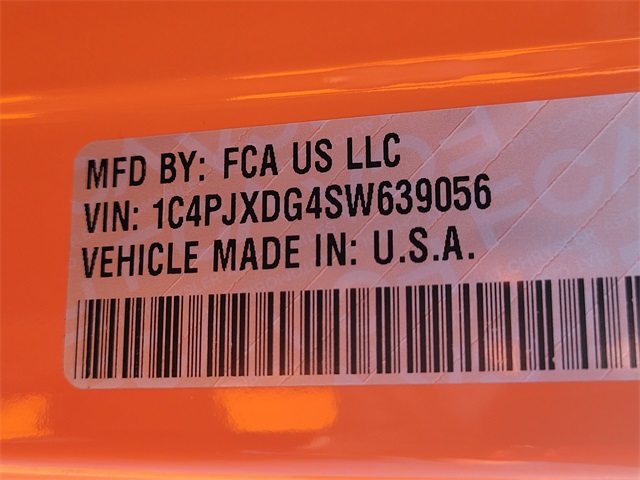 MFD BY: FCA US LLC
VIN: 1C4PJXDG4SW639056
VEHICLE MADE IN: U.S.A.